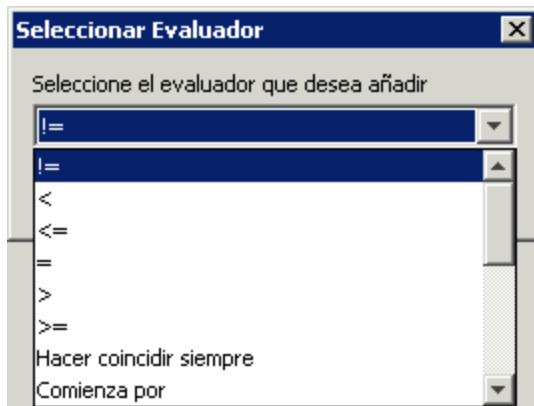 Seleccionar Evaluador
Seleccione el evaluador que desea añadir
!=
!=
<
<=
=
>
>=
Hacer coincidir siempre
Comienza por